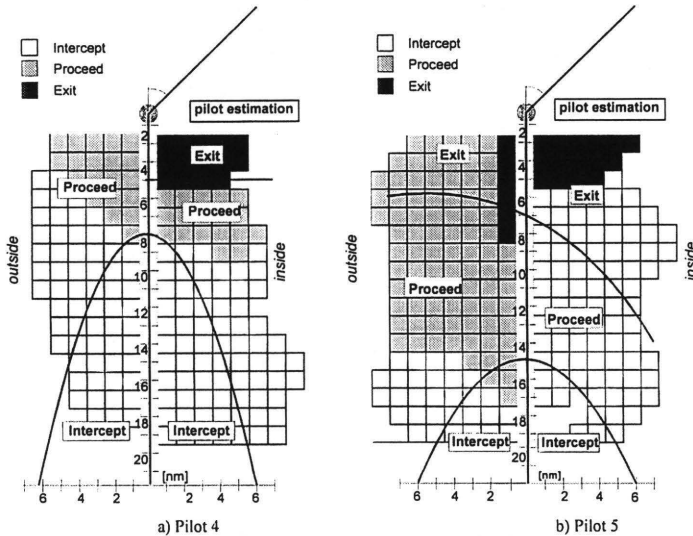 Intercept
Proceed
Exit
pilot estimation
2
4
6
8
10
12
14
16
18
20
Exit
Proceed
Proceed
outside
inside
Intercept
Intercept
[nm]
6 4 2 2 4 6
a) Pilot 4
Intercept
Proceed
Exit
pilot estimation
2
4
6
8
10
12
14
16
18
20
Exit
Exit
outside
inside
Proceed
Proceed
Intercept
Intercept
[nm]
6 4 2 2 4 6
b) Pilot 5